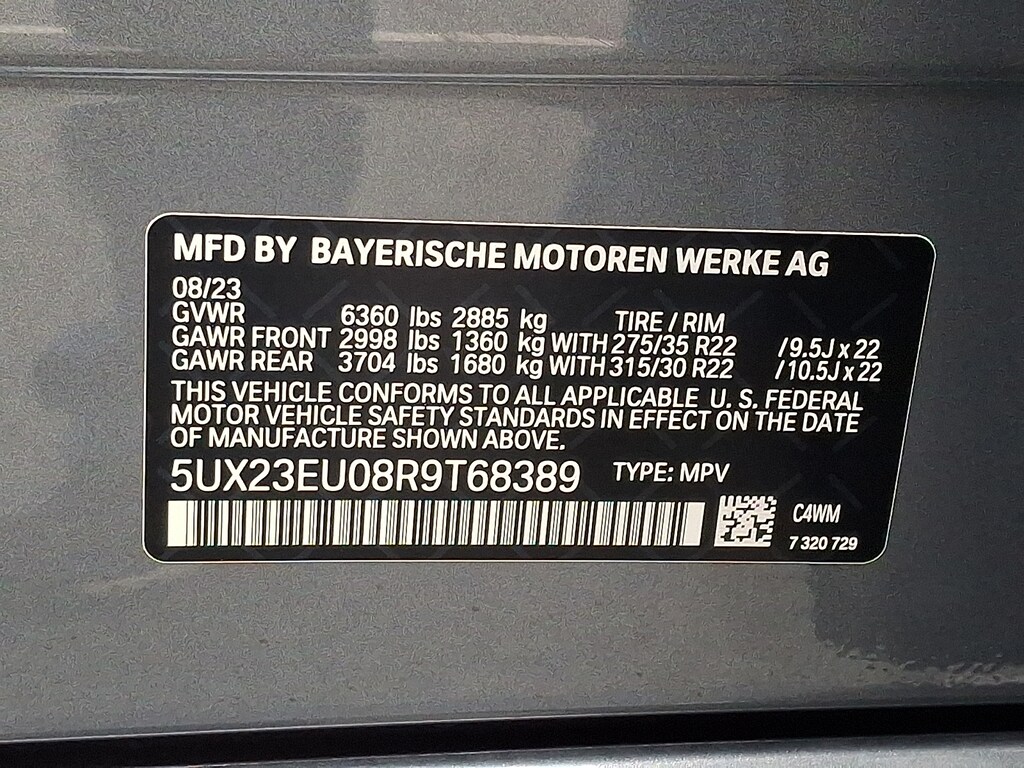 MFD BY BAYERISCHE MOTOREN WERKE AG
08/23
GVWR 6360 lbs 2885 kg TIRE / RIM
GAWR FRONT 2998 lbs 1360 kg WITH 275/35 R22 / 9.5J x 22
GAWR REAR 3704 lbs 1680 kg WITH 315/30 R22 / 10.5J x 22
THIS VEHICLE CONFORMS TO ALL APPLICABLE U. S. FEDERAL
MOTOR VEHICLE SAFETY STANDARDS IN EFFECT ON THE DATE
OF MANUFACTURE SHOWN ABOVE.
5UX23EU08R9T68389 TYPE: MPV
C4WM
7 320 729